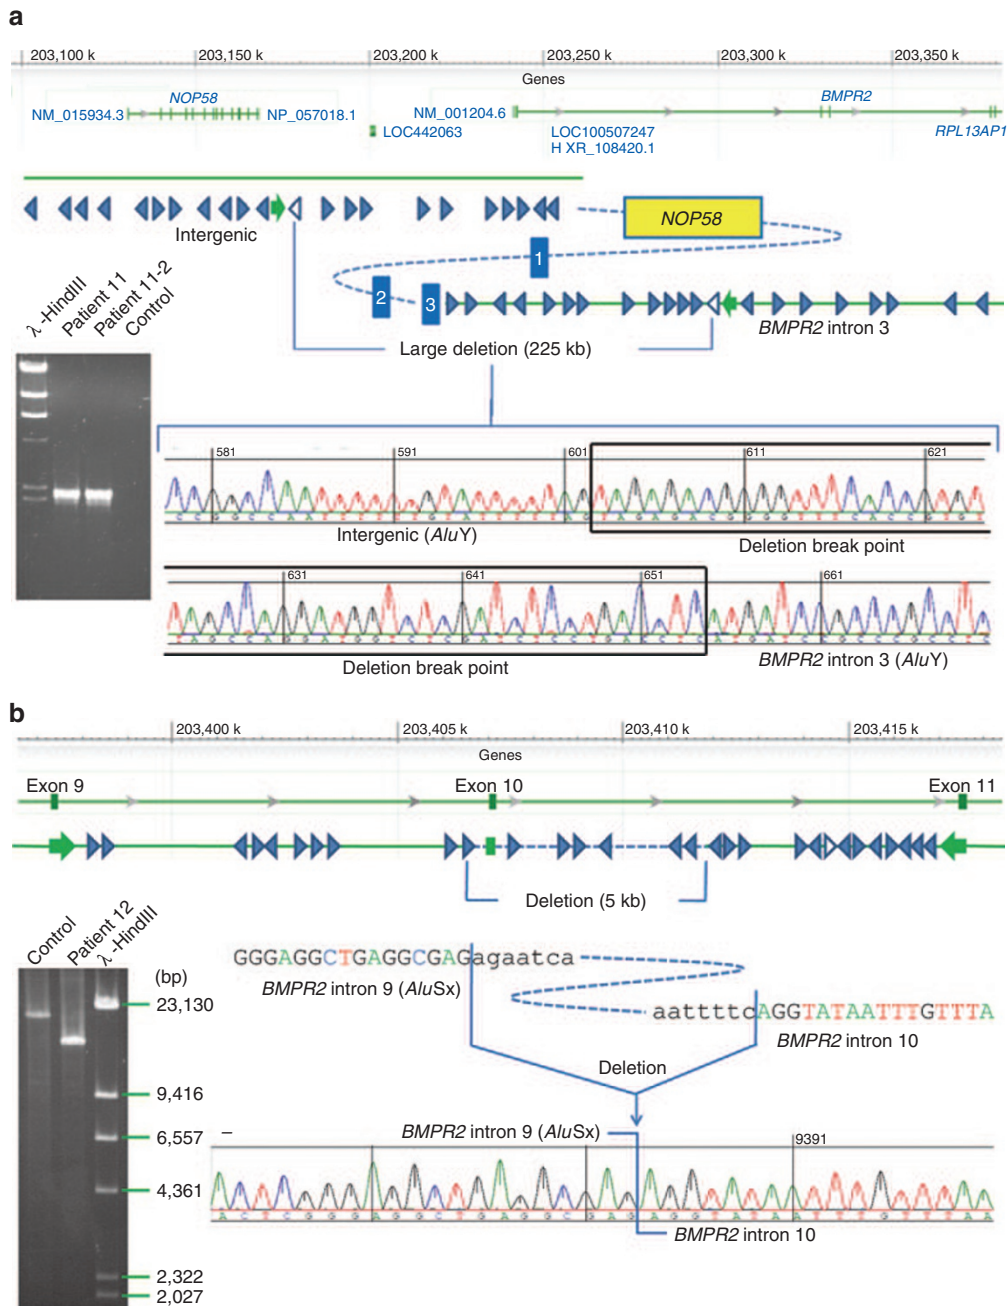 a
203,100 k 203,150 k 203,200 k 203,250 k 203,300 k 203,350 k
Genes
NOP58 BMPR2
NM_015934.3 NP_057018.1 NM_001204.6
LOC442063 LOC100507247 RPL13AP1
H XR_108420.1
Intergenic
NOP58
1
2 3
BMPR2 intron 3
Large deletion (225 kb)
λ-HindIII
Patient 11
Patient 11-2
Control
581 591 601 611 621
C C G G C C A A T T T T T T G T A T T T T T A G T A G A G A C G G G G T T T C A C C G T G T
Intergenic (AluY)
Deletion break point
631 641 651 661
Deletion break point
BMPR2 intron 3 (AluY)
b
203,400 k 203,405 k 203,410 k 203,415 k
Genes
Exon 9 Exon 10 Exon 11
Deletion (5 kb)
Control
Patient 12
λ-HindIII
(bp)
23,130
9,416
6,557
4,361
2,322
2,027
GGGAGGCTGAGGCGAGagaatca
BMPR2 intron 9 (AluSx)
aattttcAGGTATAATTTGTTTA
BMPR2 intron 10
Deletion
BMPR2 intron 9 (AluSx)
9391
A C T C G G G A G G C T G A G G C G A G A G G T A T A A T T T G T T T A A
BMPR2 intron 10